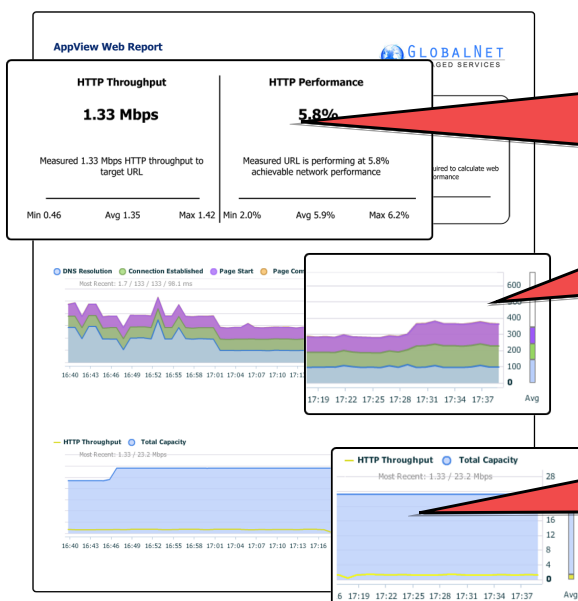 AppView Web Report
GLOBALNET
AGED SERVICES
HTTP Throughput
1.33 Mbps
Measured 1.33 Mbps HTTP throughput to
target URL
Min 0.46 Avg 1.35 Max 1.42
HTTP Performance
5.8%
Measured URL is performing at 5.8%
achievable network performance
Min 2.0% Avg 5.9% Max 6.2%
uired to calculate web
ormance
DNS Resolution Connection Established Page Start Page Com
Most Recent: 1.7 / 133 / 133 / 98.1 ms
16:40 16:43 16:46 16:49 16:52 16:55 16:58 17:01 17:04 17:07 17:10 17:13
600
500
400
300
200
100
0
17:19 17:22 17:25 17:28 17:31 17:34 17:37 Avg
HTTP Throughput Total Capacity
Most Recent: 1.33 / 23.2 Mbps
16:40 16:43 16:46 16:49 16:52 16:55 16:58 17:01 17:04 17:07 17:10 17:13 17:16
HTTP Throughput Total Capacity
Most Recent: 1.33 / 23.2 Mbps
28
16
12
8
4
0
6 17:19 17:22 17:25 17:28 17:31 17:34 17:37 Avg